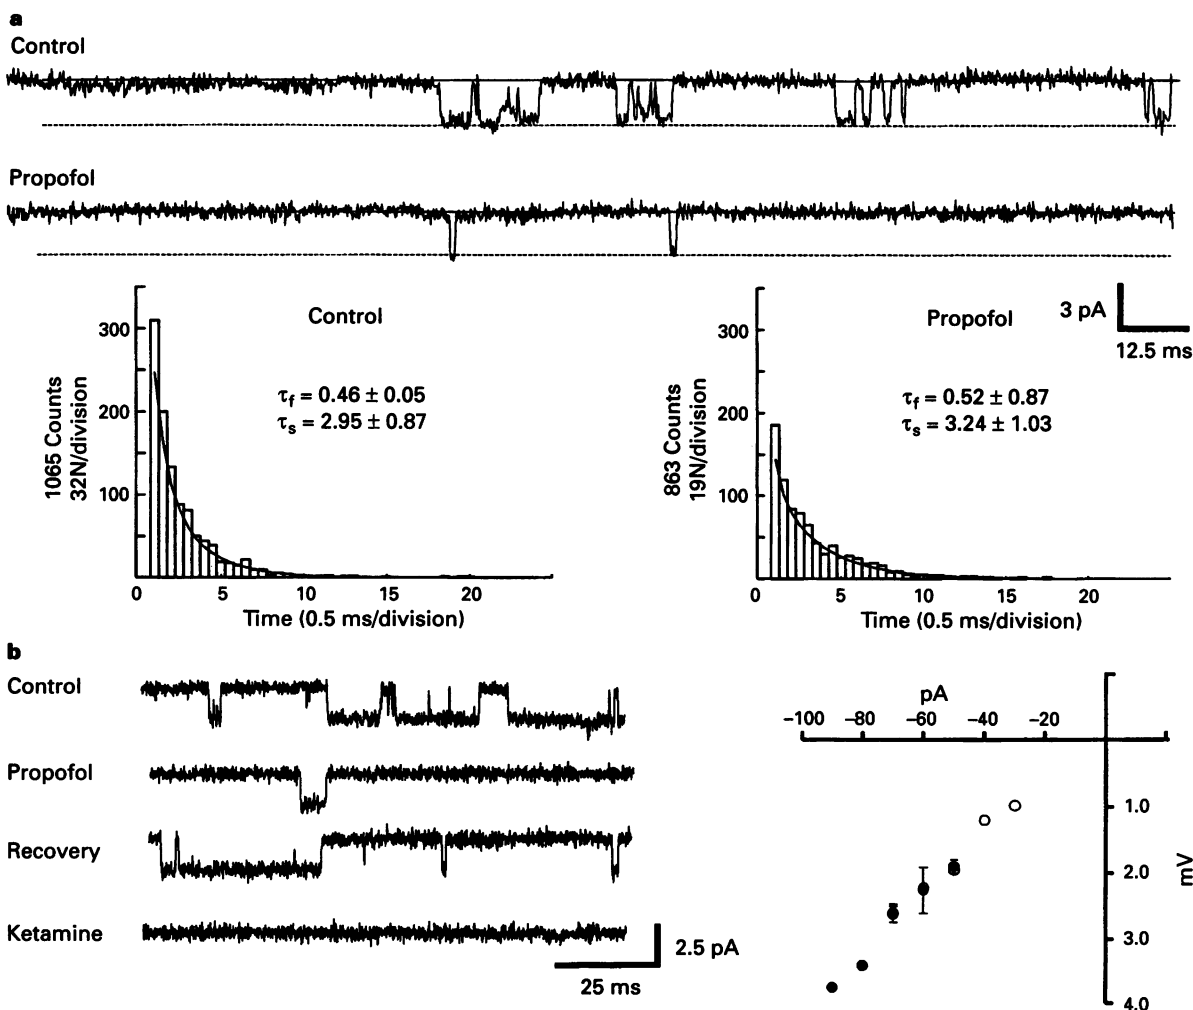 a
Control
Propofol
Control
300
200
100
1065 Counts
32N/division
τf = 0.46 ± 0.05
τs = 2.95 ± 0.87
0 5 10 15 20
Time (0.5 ms/division)
Propofol
300
200
100
863 Counts
19N/division
τf = 0.52 ± 0.87
τs = 3.24 ± 1.03
0 5 10 15 20
Time (0.5 ms/division)
3 pA
12.5 ms
b
Control
Propofol
Recovery
Ketamine
2.5 pA
25 ms
pA
−100 −80 −60 −40 −20
1.0
2.0
3.0
4.0
mV